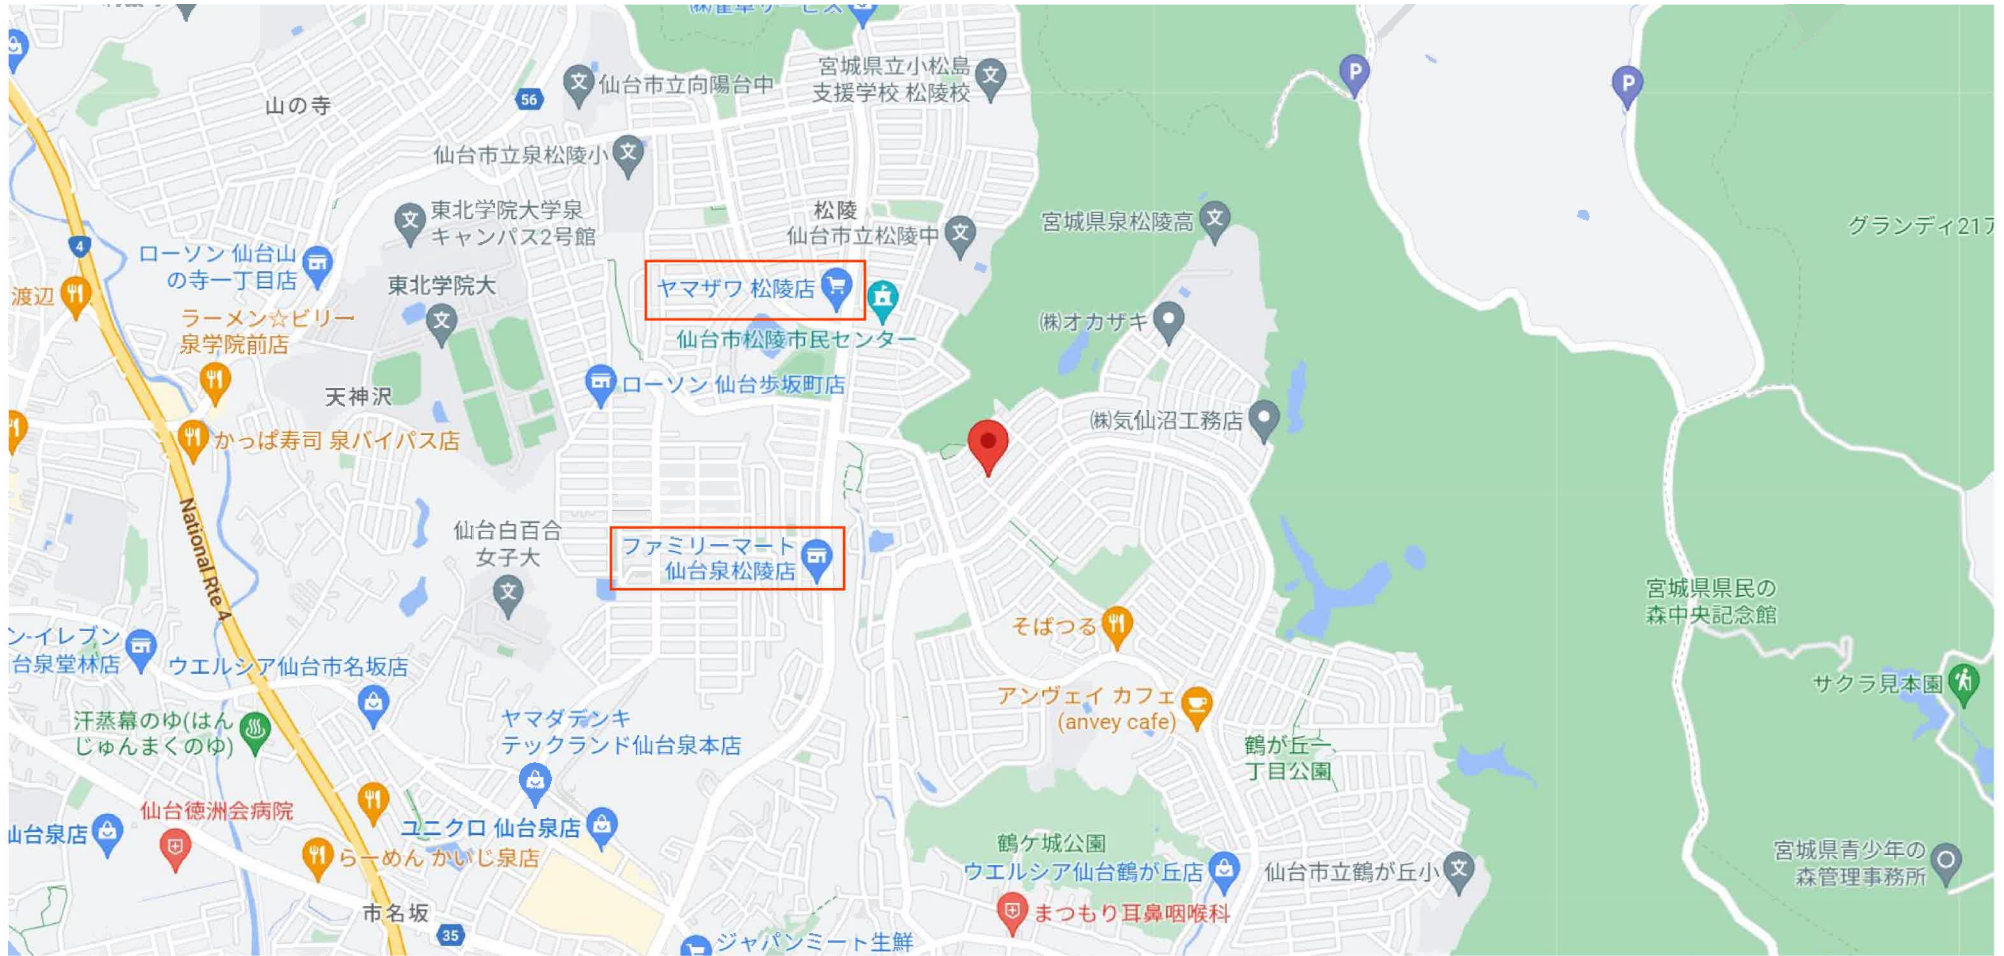 山の寺
56
仙台市立向陽台中
宮城県立小松島
支援学校 松陵校
P
P
仙台市立泉松陵小
東北学院大学泉
キャンパス2号館
松陵
仙台市立松陵中
宮城県泉松陵高
グランディ21
4
ローソン 仙台山
の寺一丁目店
東北学院大
ヤマザワ 松陵店
渡辺
ラーメン☆ビリー
泉学院前店
仙台市松陵市民センター
㈱オカザキ
天神沢
ローソン 仙台歩坂町店
㈱気仙沼工務店
かっぱ寿司 泉バイパス店
National Rte 4
仙台白百合
女子大
ファミリーマート
仙台泉松陵店
宮城県県民の
森中央記念館
そばつる
ン-イレブン
台泉堂林店
ウエルシア仙台市名坂店
アンヴェイ カフェ
(anvey cafe)
サクラ見本園
汗蒸幕のゆ(はん
じゅんまくのゆ)
ヤマダデンキ
テックランド仙台泉本店
鶴が丘一
丁目公園
仙台徳洲会病院
仙台泉店
ユニクロ 仙台泉店
らーめん かいじ泉店
鶴ケ城公園
ウエルシア仙台鶴が丘店
仙台市立鶴が丘小
宮城県青少年の
森管理事務所
市名坂
35
まつもり耳鼻咽喉科
ジャパンミート生鮮